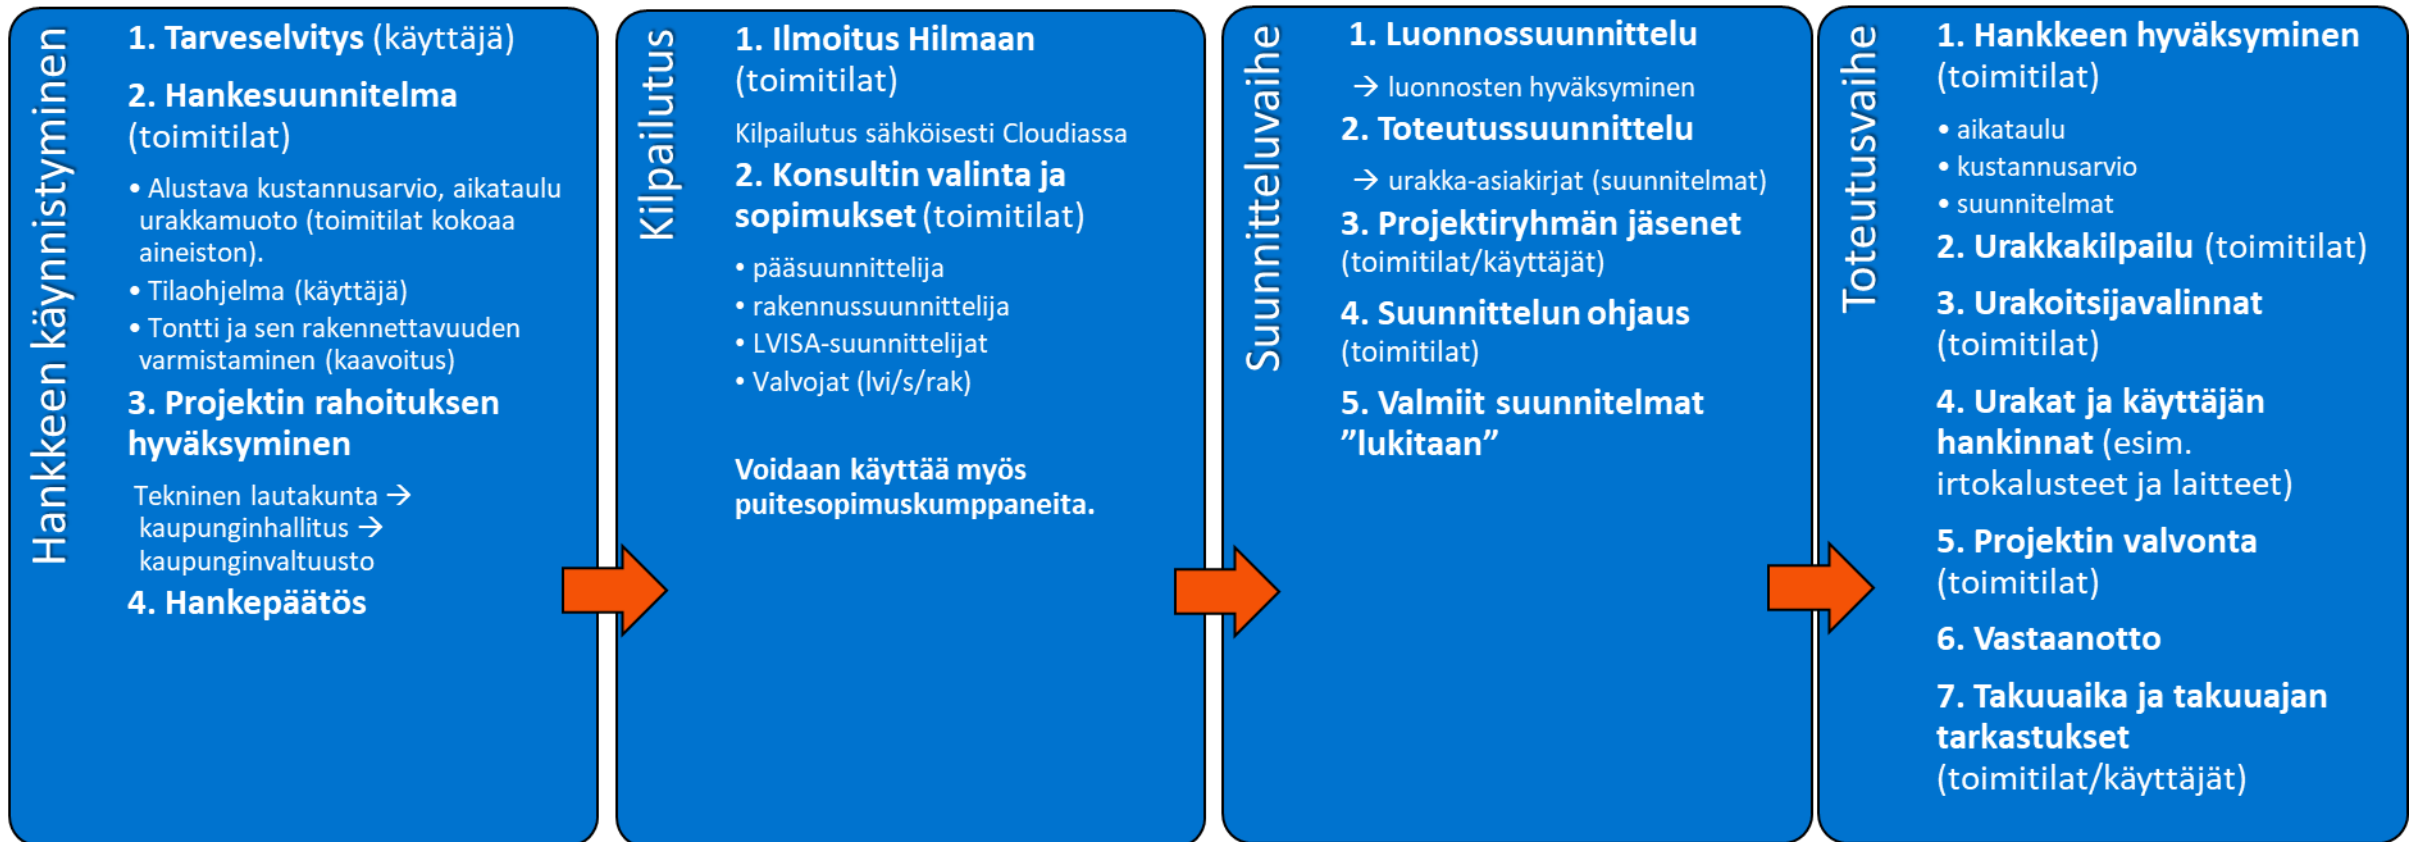 Hankkeen käynnistyminen
1. Tarveselvitys (käyttäjä)
2. Hankesuunnitelma
(toimitilat)
• Alustava kustannusarvio, aikataulu
urakkamuoto (toimitilat kokoaa
aineiston).
• Tilaohjelma (käyttäjä)
• Tontti ja sen rakennettavuuden
varmistaminen (kaavoitus)
3. Projektin rahoituksen
hyväksyminen
Tekninen lautakunta →
kaupunginhallitus →
kaupunginvaltuusto
4. Hankepäätös
Kilpailutus
1. Ilmoitus Hilmaan
(toimitilat)
Kilpailutus sähköisesti Cloudiassa
2. Konsultin valinta ja
sopimukset (toimitilat)
• pääsuunnittelija
• rakennussuunnittelija
• LVISA-suunnittelijat
• Valvojat (lvi/s/rak)
Voidaan käyttää myös
puitesopimuskumppaneita.
Suunnitteluvaihe
1. Luonnossuunnittelu
→ luonnosten hyväksyminen
2. Toteutussuunnittelu
→ urakka-asiakirjat (suunnitelmat)
3. Projektiryhmän jäsenet
(toimitilat/käyttäjät)
4. Suunnittelun ohjaus
(toimitilat)
5. Valmiit suunnitelmat
”lukitaan”
Toteutusvaihe
1. Hankkeen hyväksyminen
(toimitilat)
• aikataulu
• kustannusarvio
• suunnitelmat
2. Urakkakilpailu (toimitilat)
3. Urakoitsijavalinnat
(toimitilat)
4. Urakat ja käyttäjän
hankinnat (esim.
irtokalusteet ja laitteet)
5. Projektin valvonta
(toimitilat)
6. Vastaanotto
7. Takuuaika ja takuuajan
tarkastukset
(toimitilat/käyttäjät)